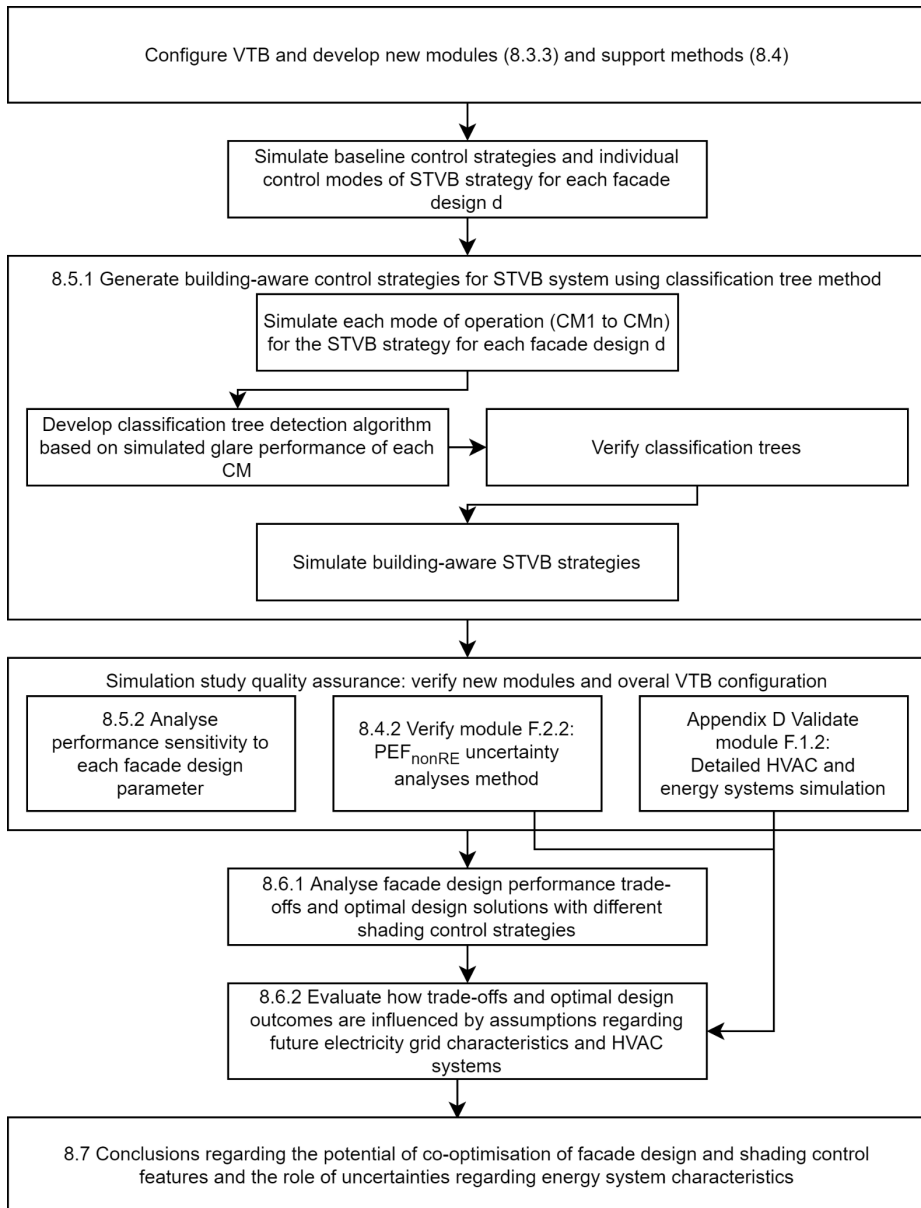 Configure VTB and develop new modules (8.3.3) and support methods (8.4)
Simulate baseline control strategies and individual
control modes of STVB strategy for each facade
design d
8.5.1 Generate building-aware control strategies for STVB system using classification tree method
Simulate each mode of operation (CM1 to CMn)
for the STVB strategy for each facade design d
Develop classification tree detection algorithm
based on simulated glare performance of each
CM
Verify classification trees
Simulate building-aware STVB strategies
Simulation study quality assurance: verify new modules and overal VTB configuration
8.5.2 Analyse
performance sensitivity to
each facade design
parameter
8.4.2 Verify module F.2.2:
PEFnonRE uncertainty
analyses method
Appendix D Validate
module F.1.2:
Detailed HVAC and
energy systems simulation
8.6.1 Analyse facade design performance trade-
offs and optimal design solutions with different
shading control strategies
8.6.2 Evaluate how trade-offs and optimal design
outcomes are influenced by assumptions regarding
future electricity grid characteristics and HVAC
systems
8.7 Conclusions regarding the potential of co-optimisation of facade design and shading control
features and the role of uncertainties regarding energy system characteristics